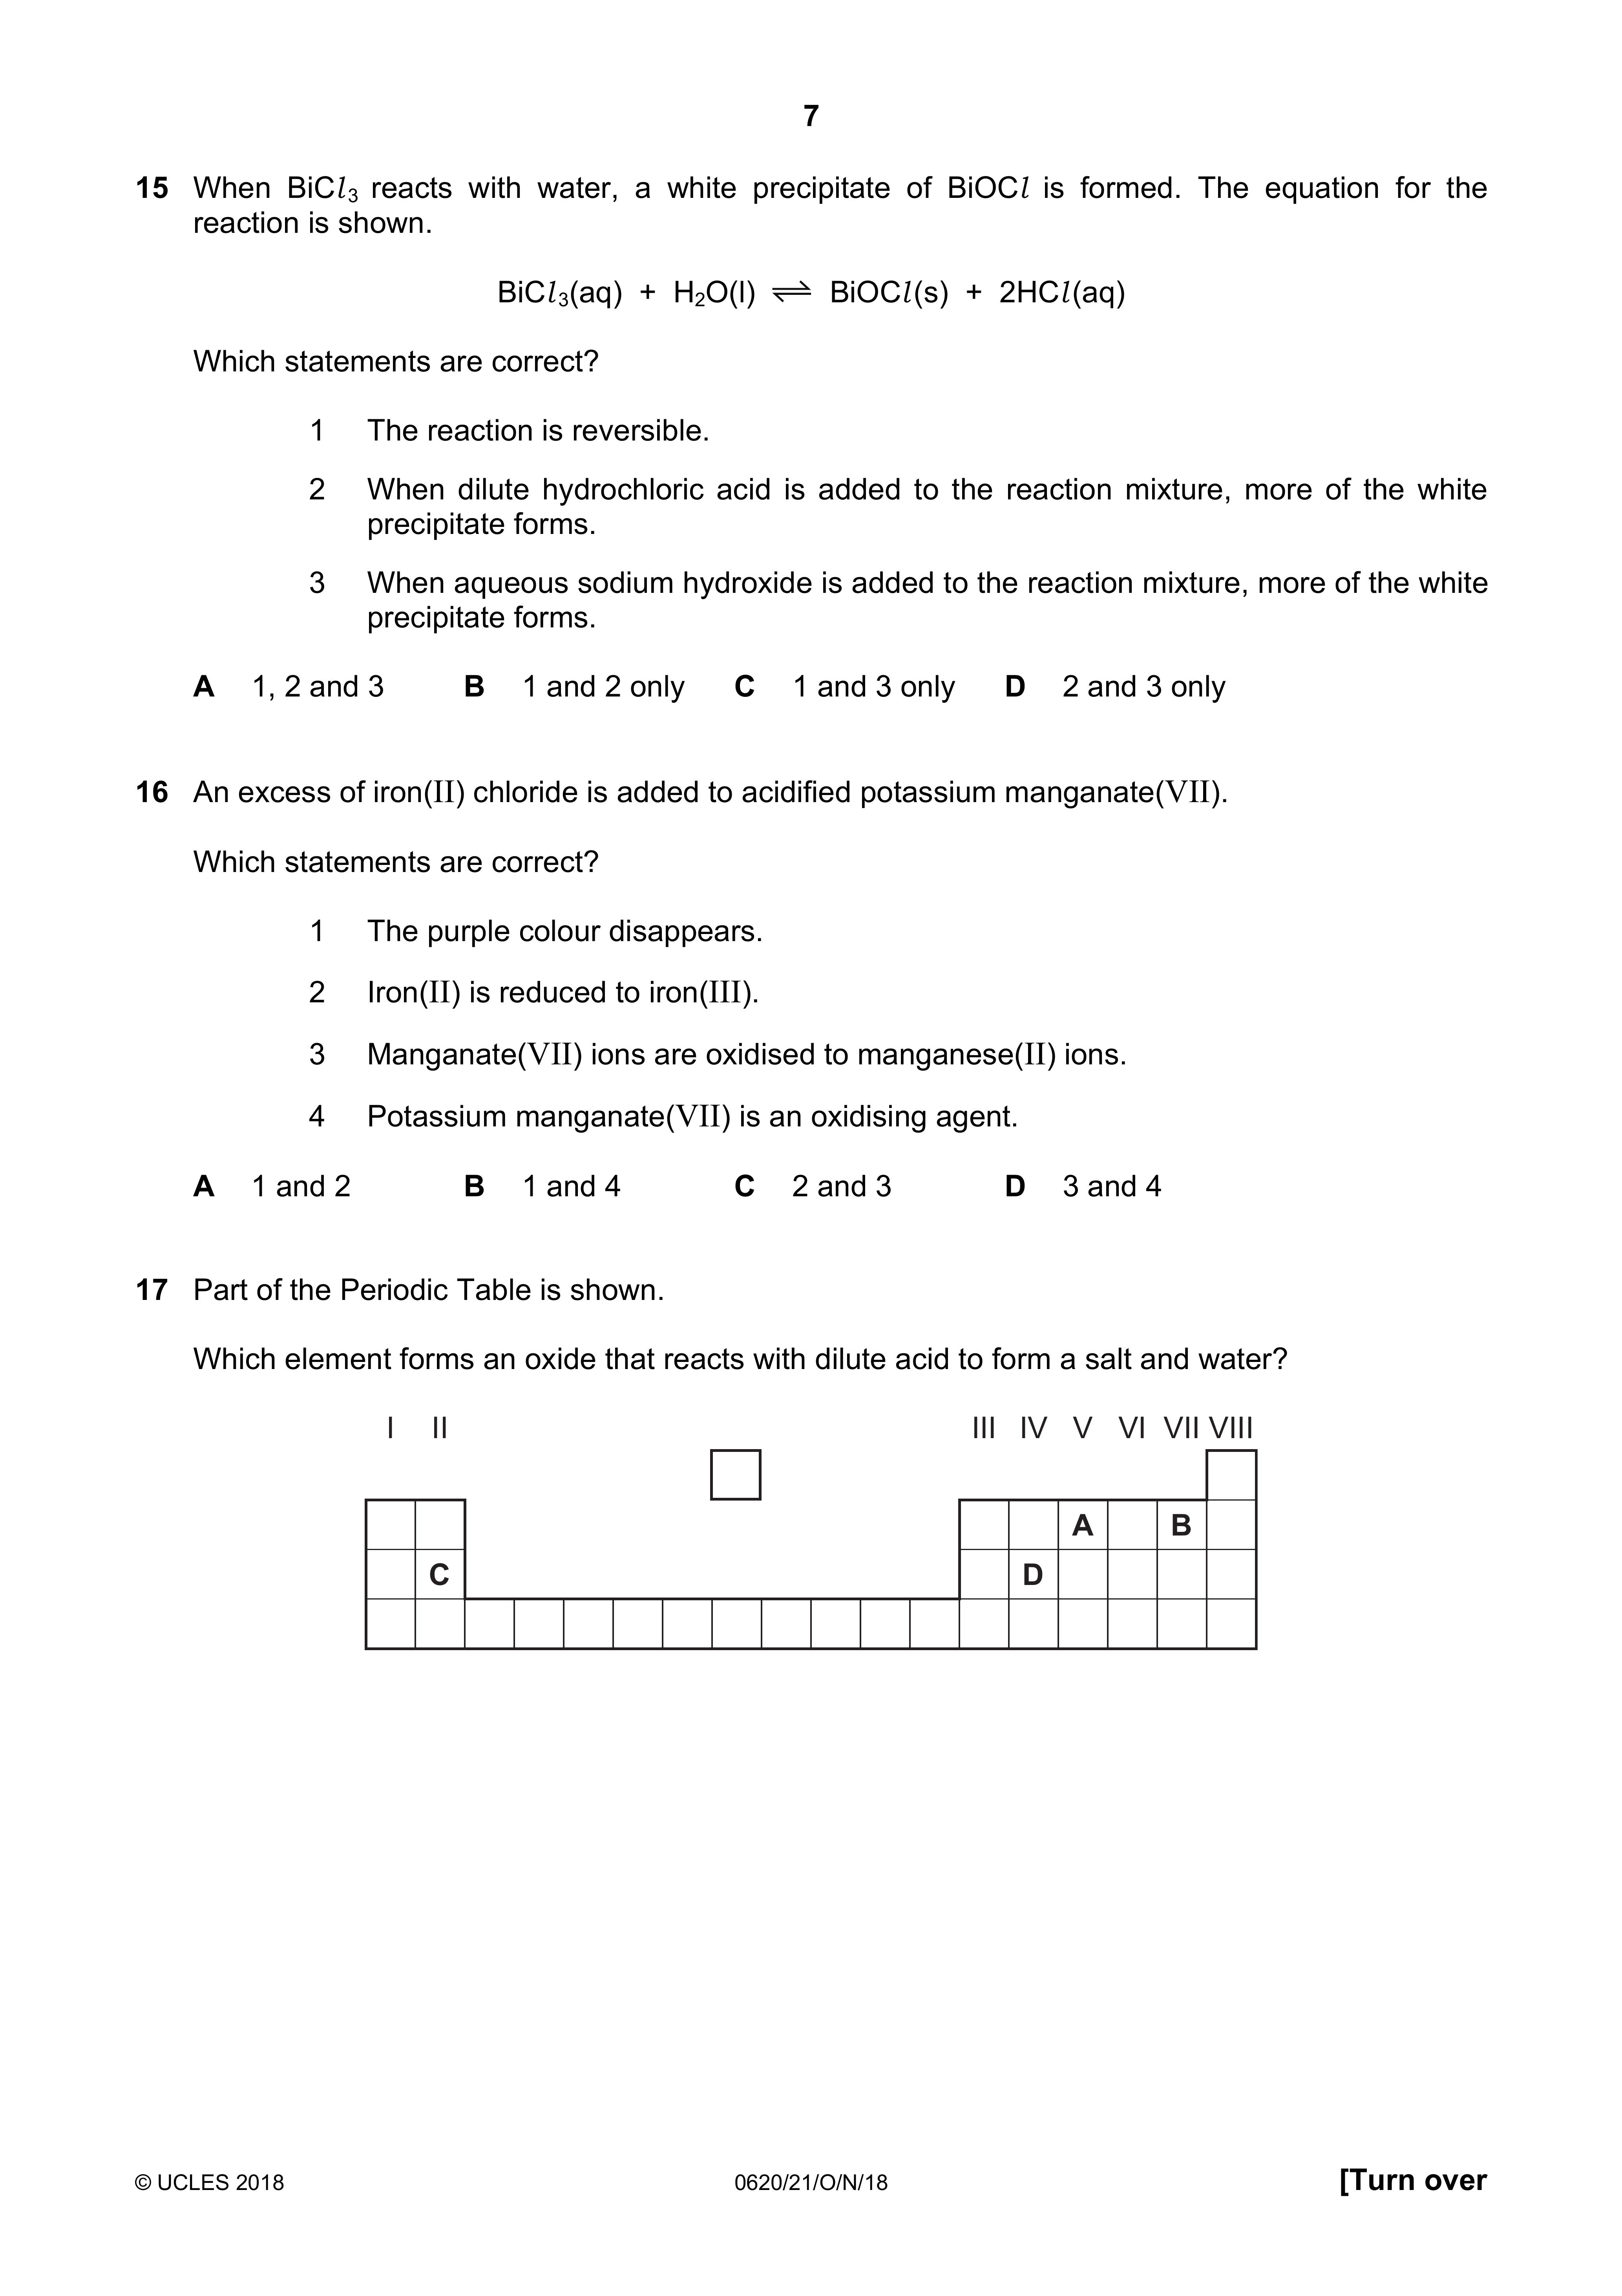 7
15 When BiCl₃ reacts with water, a white precipitate of BiOCl is formed. The equation for the
reaction is shown.
BiCl₃(aq) + H₂O(l) ⇌ BiOCl(s) + 2HCl(aq)
Which statements are correct?
1 The reaction is reversible.
2 When dilute hydrochloric acid is added to the reaction mixture, more of the white
precipitate forms.
3 When aqueous sodium hydroxide is added to the reaction mixture, more of the white
precipitate forms.
A 1, 2 and 3 B 1 and 2 only C 1 and 3 only D 2 and 3 only
16 An excess of iron(II) chloride is added to acidified potassium manganate(VII).
Which statements are correct?
1 The purple colour disappears.
2 Iron(II) is reduced to iron(III).
3 Manganate(VII) ions are oxidised to manganese(II) ions.
4 Potassium manganate(VII) is an oxidising agent.
A 1 and 2 B 1 and 4 C 2 and 3 D 3 and 4
17 Part of the Periodic Table is shown.
Which element forms an oxide that reacts with dilute acid to form a salt and water?
I II III IV V VI VII VIII
A B
C D
© UCLES 2018 0620/21/O/N/18 [Turn over